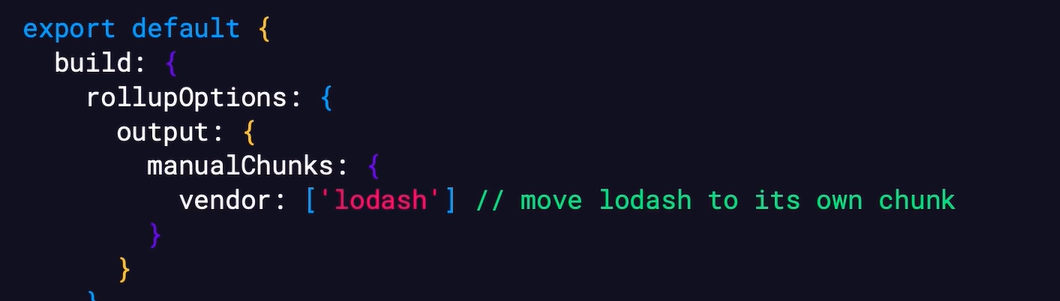 export default {
  build: {
    rollupOptions: {
      output: {
        manualChunks: {
          vendor: ['lodash'] // move lodash to its own chunk
        }
      }
    }